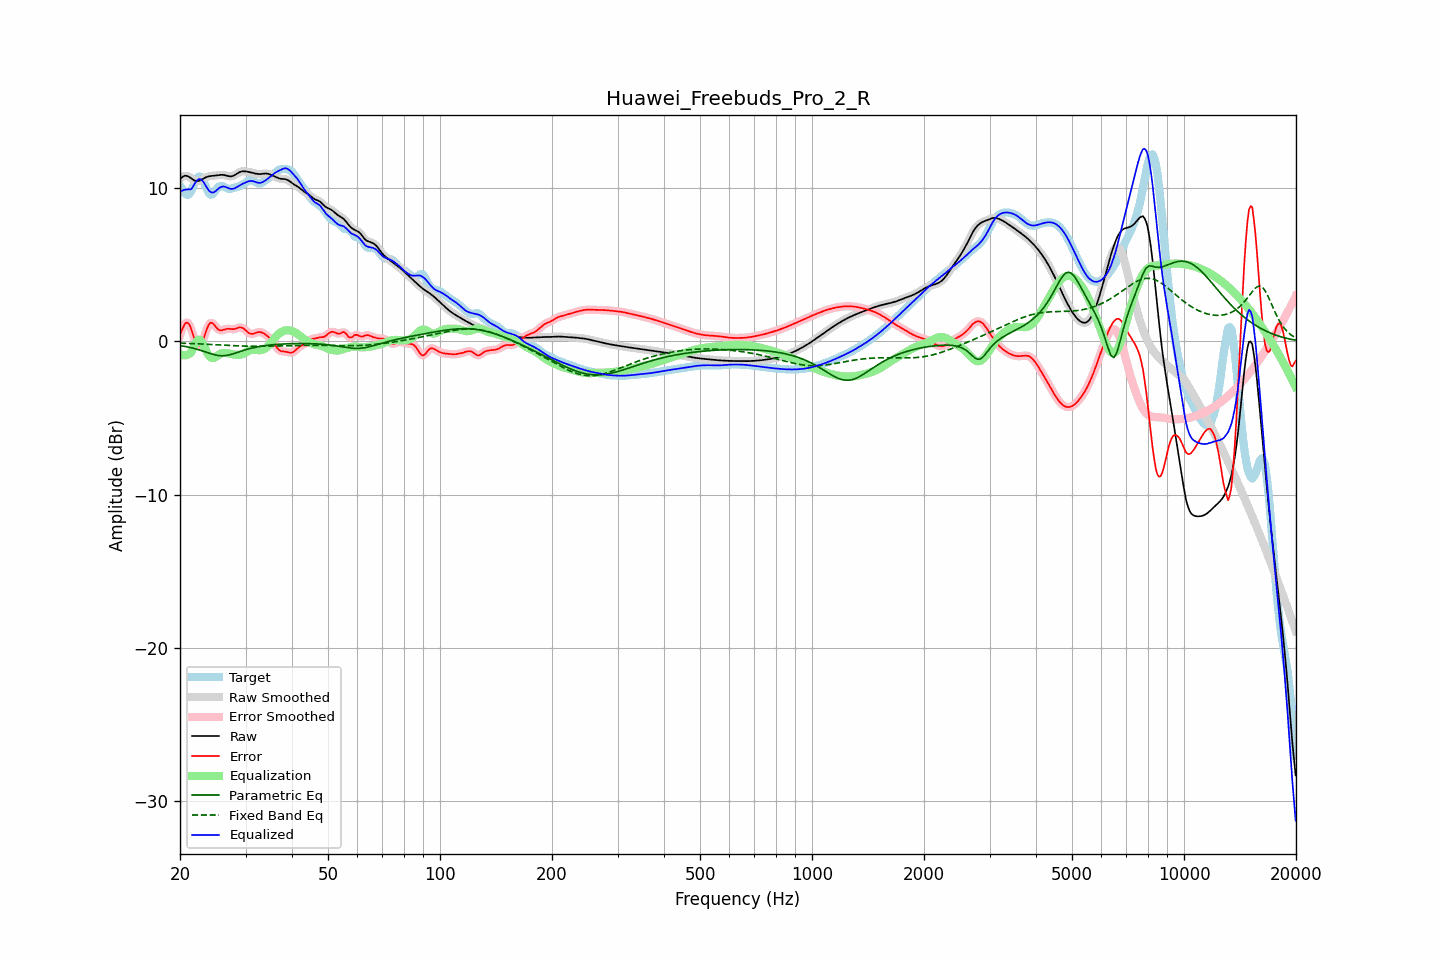 Huawei_Freebuds_Pro_2_R
10
0
−10
−20
−30
Amplitude (dBr)
Target
Raw Smoothed
Error Smoothed
Raw
Error
Equalization
Parametric Eq
Fixed Band Eq
Equalized
20 50 100 200 500 1000 2000 5000 10000 20000
Frequency (Hz)